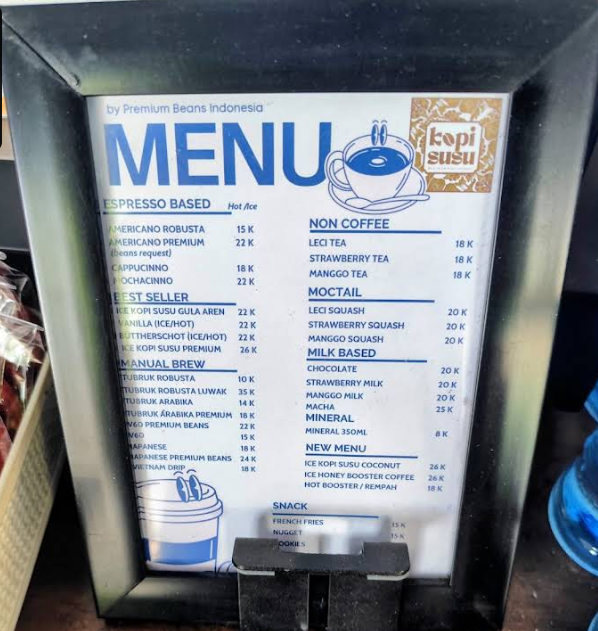 by Premium Beans Indonesia
MENU
kopi
susu
ESPRESSO BASED Hot /Ice
AMERICANO ROBUSTA 15 K
AMERICANO PREMIUM 22 K
(beans request)
CAPPUCINNO 18 K
MOCHACINNO 22 K
BEST SELLER
ICE KOPI SUSU GULA AREN 22 K
VANILLA (ICE/HOT) 22 K
BUTTHERSCHOT (ICE/HOT) 22 K
ICE KOPI SUSU PREMIUM 26 K
MANUAL BREW
TUBRUK ROBUSTA 10 K
TUBRUK ROBUSTA LUWAK 35 K
TUBRUK ARABIKA 14 K
TUBRUK ARABIKA PREMIUM 18 K
V60 PREMIUM BEANS 22 K
V60 15 K
JAPANESE 18 K
JAPANESE PREMIUM BEANS 24 K
VIETNAM DRIP 18 K
NON COFFEE
LECI TEA 18 K
STRAWBERRY TEA 18 K
MANGGO TEA 18 K
MOCTAIL
LECI SQUASH 20 K
STRAWBERRY SQUASH 20 K
MANGGO SQUASH 20 K
MILK BASED
CHOCOLATE 20 K
STRAWBERRY MILK 20 K
MANGGO MILK 20 K
MACHA 25 K
MINERAL
MINERAL 350ML 8 K
NEW MENU
ICE KOPI SUSU COCONUT 26 K
ICE HONEY BOOSTER COFFEE 26 K
HOT BOOSTER / REMPAH 18 K
SNACK
FRENCH FRIES 15 K
NUGGET 15 K
COOKIES